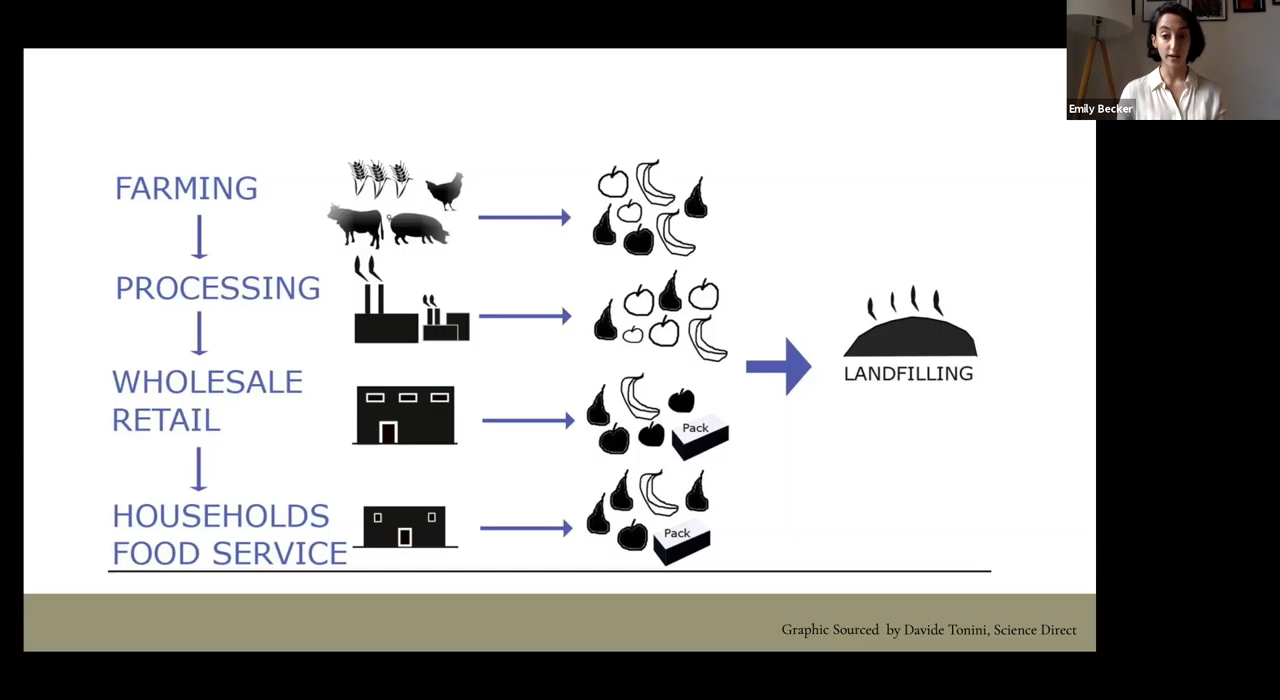 Emily Becker
FARMING
PROCESSING
WHOLESALE
RETAIL
Pack
HOUSEHOLDS
FOOD SERVICE
Pack
LANDFILLING
Graphic Sourced by Davide Tonini, Science Direct